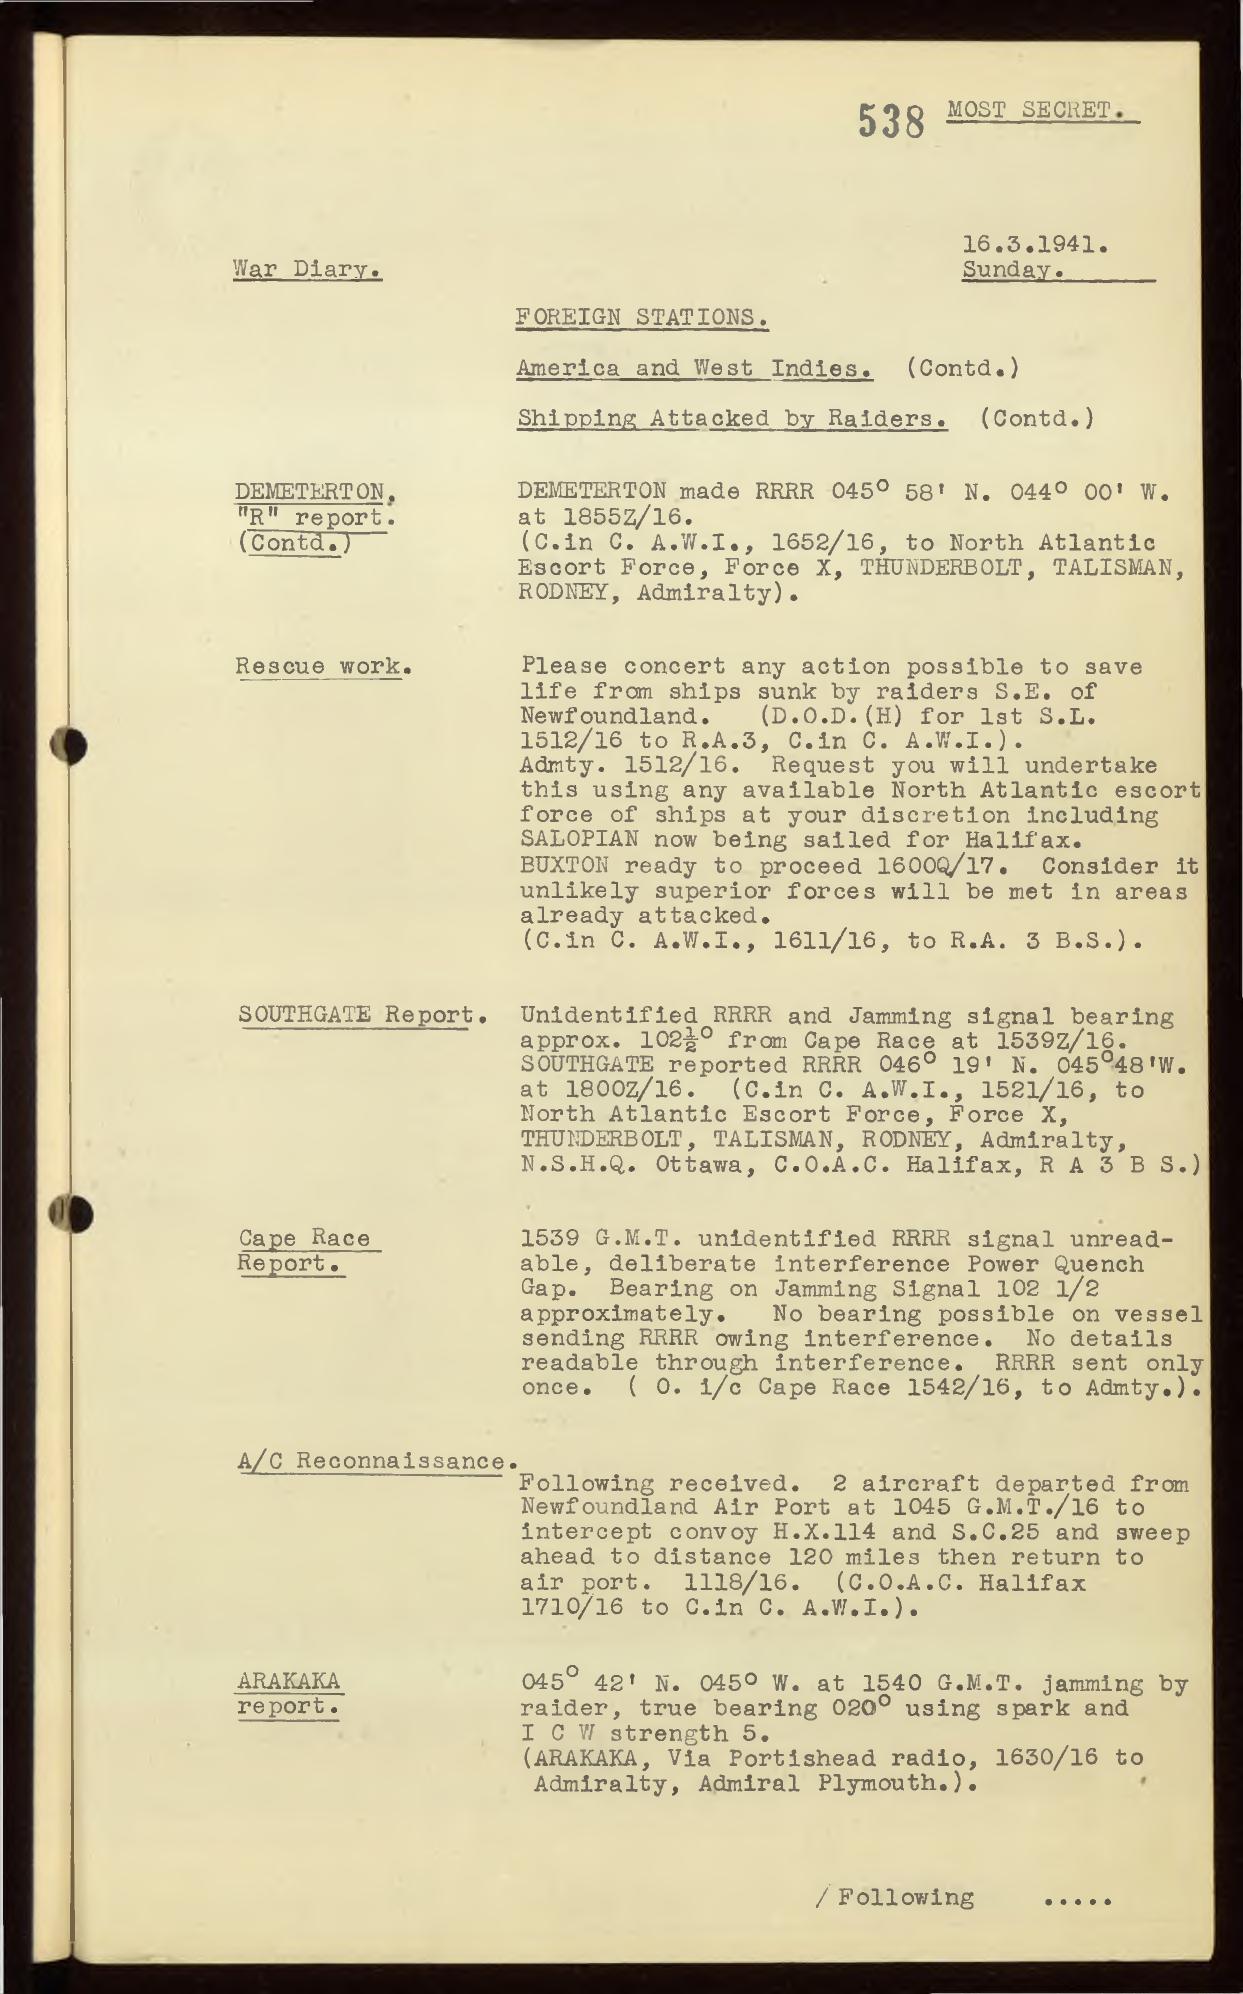 538 MOST SECRET.
16.3.1941.
War Diary.
Sunday.
FOREIGN STATIONS.
America and West Indies. (Contd.)
Shipping Attacked by Raiders. (Contd.)
DEMETERTON.
"R" report.
(Contd.)
DEMETERTON made RRRR 045° 58' N. 044° 00' W.
at 1855Z/16.
(C.in C. A.W.I., 1652/16, to North Atlantic
Escort Force, Force X, THUNDERBOLT, TALISMAN,
RODNEY, Admiralty).
Rescue work.
Please concert any action possible to save
life from ships sunk by raiders S.E. of
Newfoundland. (D.O.D.(H) for 1st S.L.
1512/16 to R.A.3, C.in C. A.W.I.).
Admty. 1512/16. Request you will undertake
this using any available North Atlantic escort
force of ships at your discretion including
SALOPIAN now being sailed for Halifax.
BUXTON ready to proceed 1600Q/17. Consider it
unlikely superior forces will be met in areas
already attacked.
(C.in C. A.W.I., 1611/16, to R.A. 3 B.S.).
SOUTHGATE Report.
Unidentified RRRR and Jamming signal bearing
approx. 102½° from Cape Race at 1539Z/16.
SOUTHGATE reported RRRR 046° 19' N. 045°48'W.
at 1800Z/16. (C.in C. A.W.I., 1521/16, to
North Atlantic Escort Force, Force X,
THUNDERBOLT, TALISMAN, RODNEY, Admiralty,
N.S.H.Q. Ottawa, C.O.A.C. Halifax, R A 3 B S.)
Cape Race
Report.
1539 G.M.T. unidentified RRRR signal unread-
able, deliberate interference Power Quench
Gap. Bearing on Jamming Signal 102 1/2
approximately. No bearing possible on vessel
sending RRRR owing interference. No details
readable through interference. RRRR sent only
once. ( O. i/c Cape Race 1542/16, to Admty.).
A/C Reconnaissance.
Following received. 2 aircraft departed from
Newfoundland Air Port at 1045 G.M.T./16 to
intercept convoy H.X.114 and S.C.25 and sweep
ahead to distance 120 miles then return to
air port. 1118/16. (C.O.A.C. Halifax
1710/16 to C.in C. A.W.I.).
ARAKAKA
report.
045° 42' N. 045° W. at 1540 G.M.T. jamming by
raider, true bearing 020° using spark and
I C W strength 5.
(ARAKAKA, Via Portishead radio, 1630/16 to
Admiralty, Admiral Plymouth.).
/ Following .....